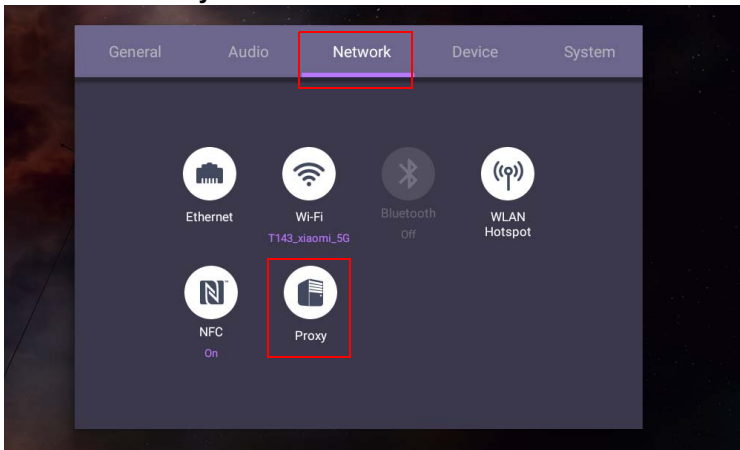 General Audio Network Device System
Ethernet Wi-Fi Bluetooth WLAN
T143_xiaomi_5G Off Hotspot
NFC Proxy
On